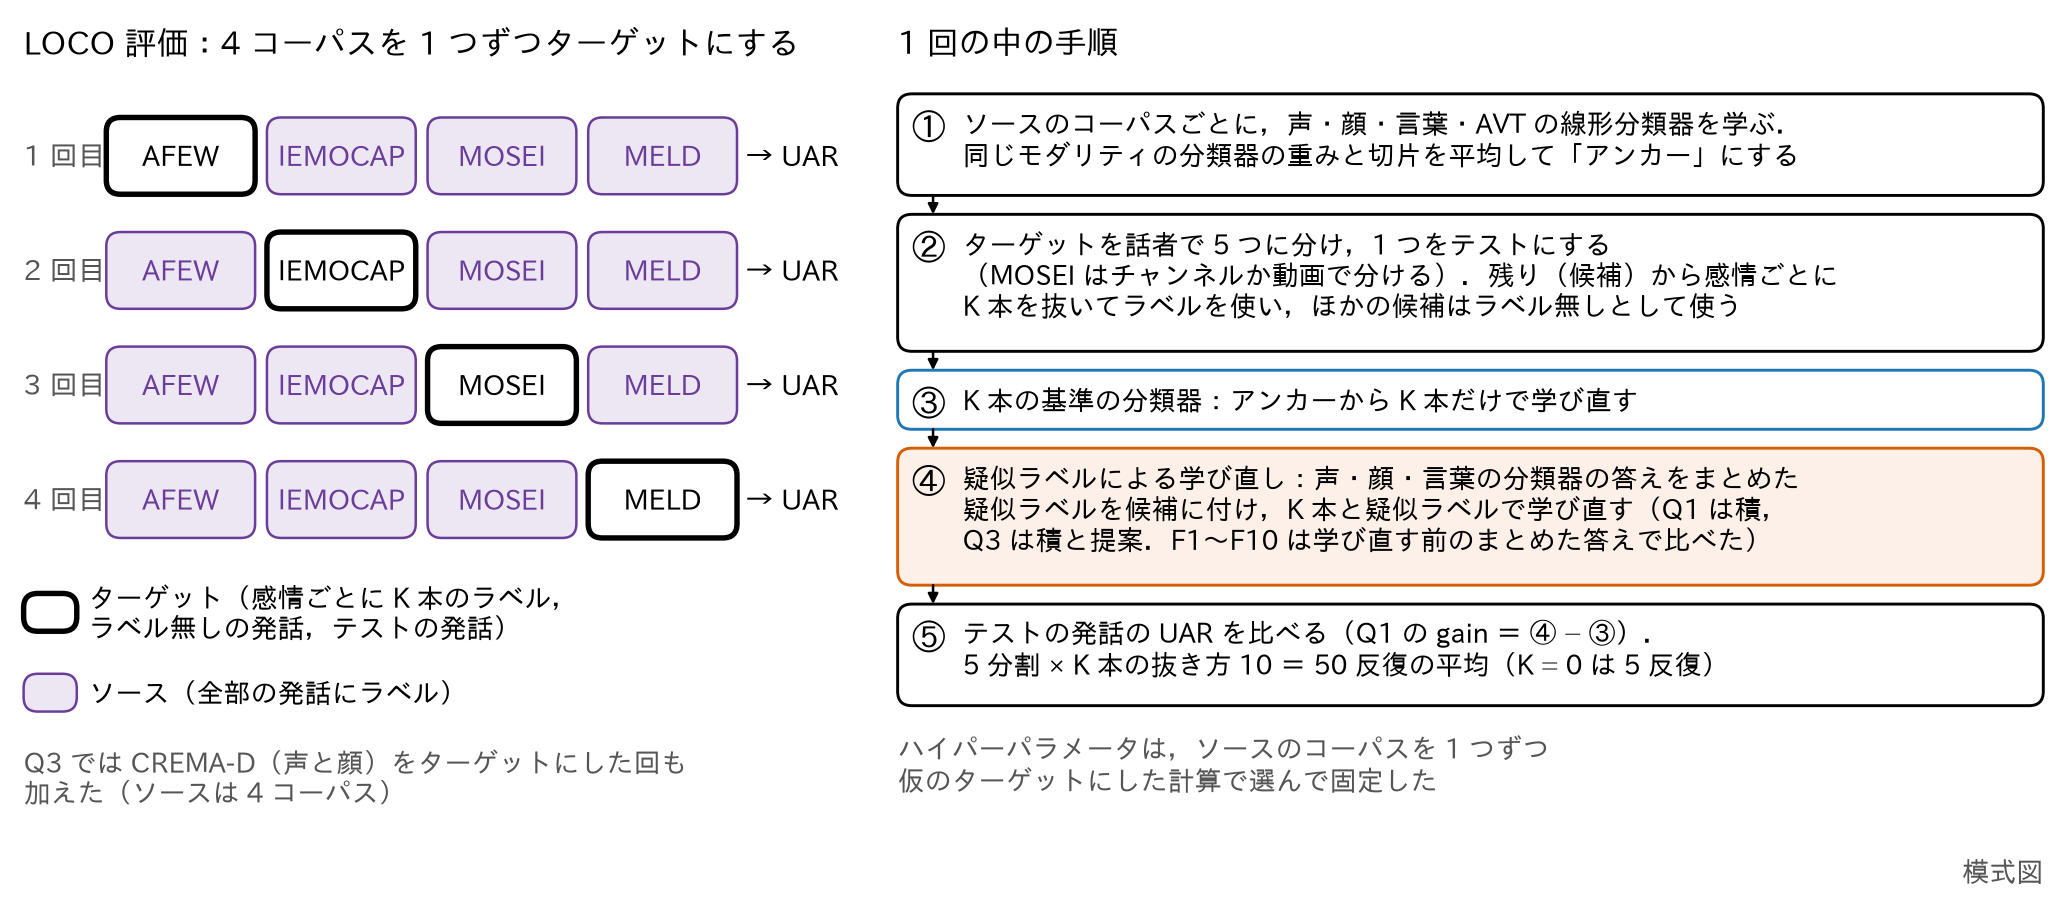 LOCO 評価：4 コーパスを 1 つずつターゲットにする
1 回目 AFEW IEMOCAP MOSEI MELD → UAR
2 回目 AFEW IEMOCAP MOSEI MELD → UAR
3 回目 AFEW IEMOCAP MOSEI MELD → UAR
4 回目 AFEW IEMOCAP MOSEI MELD → UAR
ターゲット（感情ごとに K 本のラベル，
ラベル無しの発話，テストの発話）
ソース（全部の発話にラベル）
Q3 では CREMA-D（声と顔）をターゲットにした回も
加えた（ソースは 4 コーパス）
1 回の中の手順
① ソースのコーパスごとに，声・顔・言葉・AVT の線形分類器を学ぶ．
同じモダリティの分類器の重みと切片を平均して「アンカー」にする
② ターゲットを話者で 5 つに分け，1 つをテストにする
（MOSEI はチャンネルか動画で分ける）．残り（候補）から感情ごとに
K 本を抜いてラベルを使い，ほかの候補はラベル無しとして使う
③ K 本の基準の分類器：アンカーから K 本だけで学び直す
④ 疑似ラベルによる学び直し：声・顔・言葉の分類器の答えをまとめた
疑似ラベルを候補に付け，K 本と疑似ラベルで学び直す（Q1 は積，
Q3 は積と提案．F1～F10 は学び直す前のまとめた答えで比べた）
⑤ テストの発話の UAR を比べる（Q1 の gain = ④ − ③）．
5 分割 × K 本の抜き方 10 = 50 反復の平均（K = 0 は 5 反復）
ハイパーパラメータは，ソースのコーパスを 1 つずつ
仮のターゲットにした計算で選んで固定した
模式図